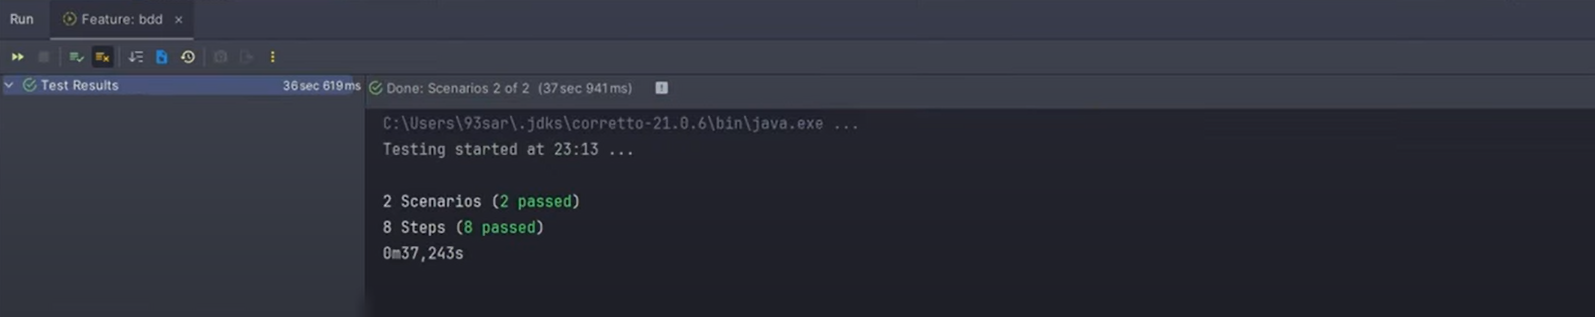 Run Feature: bdd
Test Results 36 sec 619 ms
Done: Scenarios 2 of 2 (37 sec 941 ms)
C:\Users\93sar\.jdks\corretto-21.0.6\bin\java.exe ...
Testing started at 23:13 ...
2 Scenarios (2 passed)
8 Steps (8 passed)
0m37,243s